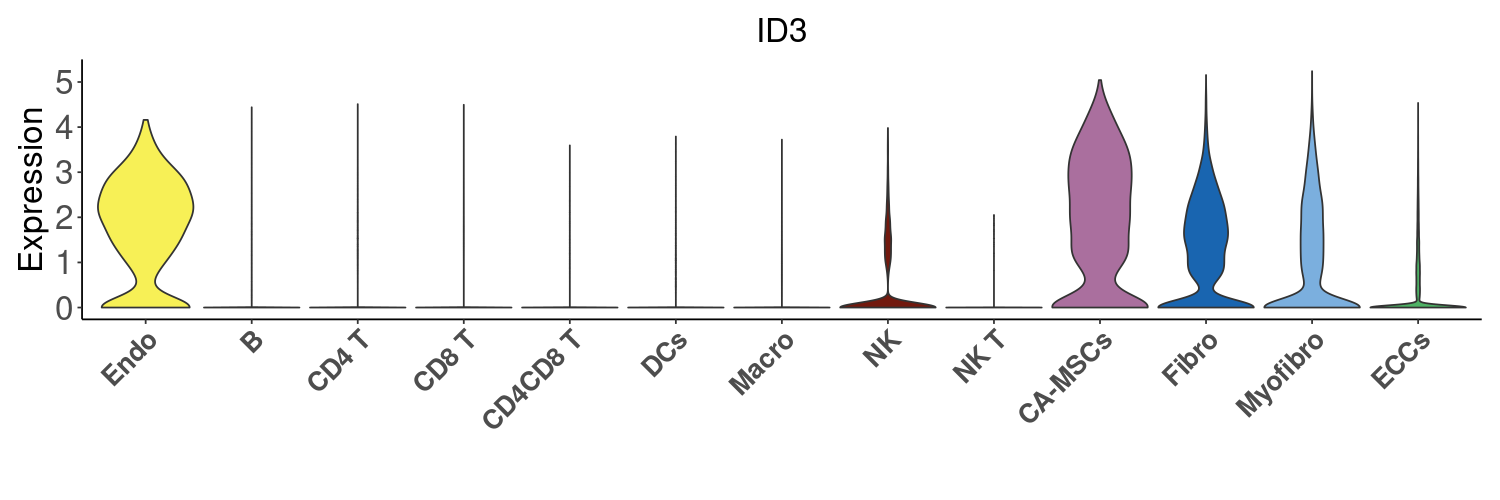 ID3
Expression
5
4
3
2
1
0
Endo
B
CD4 T
CD8 T
CD4CD8 T
DCs
Macro
NK
NK T
CA-MSCs
Fibro
Myofibro
ECCs